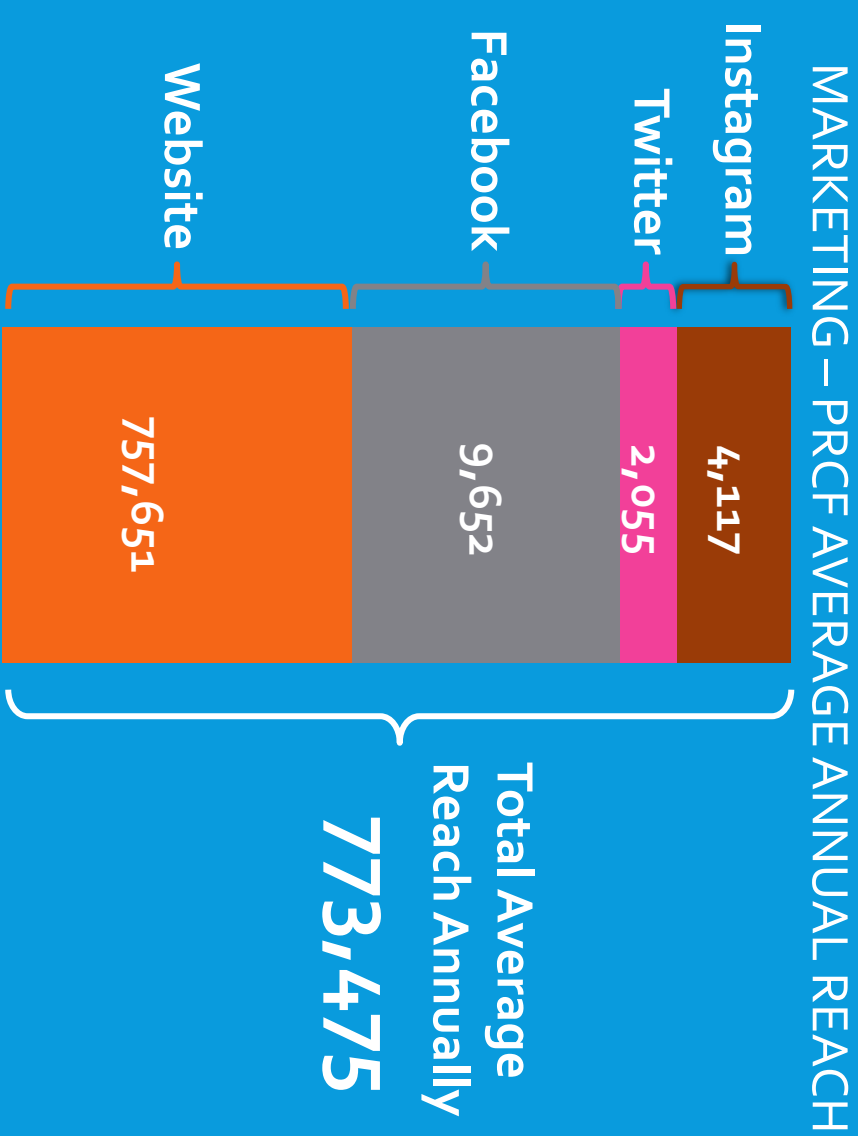 MARKETING – PRCF AVERAGE ANNUAL REACH
Instagram
4,117
Twitter
2,055
Facebook
9,652
Website
757,651
Total Average
Reach Annually
773,475